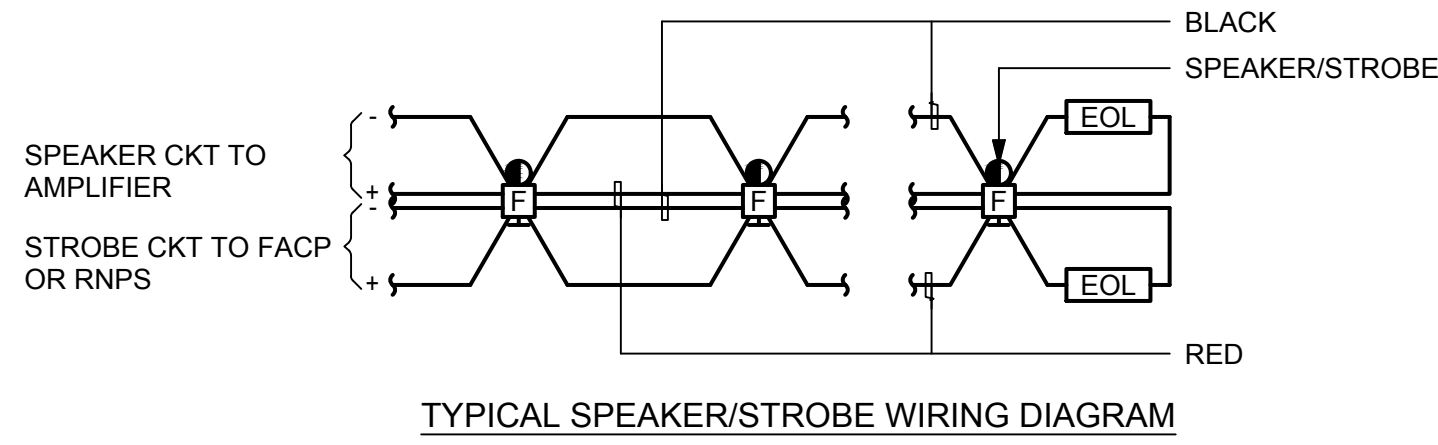 BLACK
SPEAKER/STROBE
-
EOL
SPEAKER CKT TO
AMPLIFIER
+
F
F
F
-
STROBE CKT TO FACP
OR RNPS
+
EOL
RED
TYPICAL SPEAKER/STROBE WIRING DIAGRAM